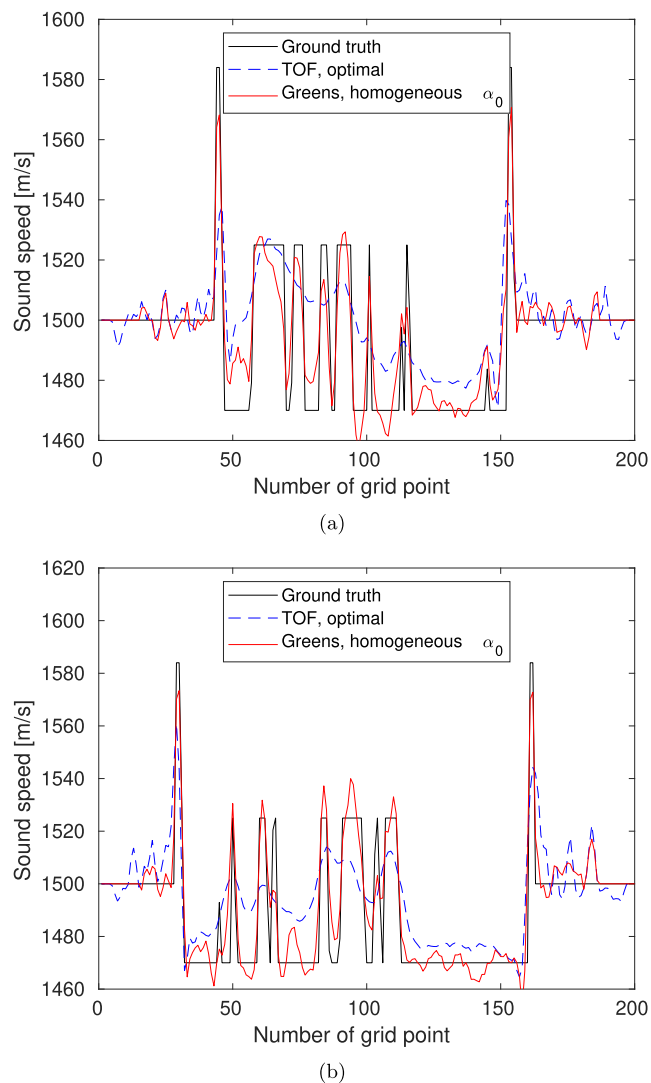 1600
1580
1560
1540
1520
1500
1480
1460
Sound speed [m/s]
Ground truth
TOF, optimal
Greens, homogeneous α0
0
50
100
150
200
Number of grid point
(a)
1620
1600
1580
1560
1540
1520
1500
1480
1460
Sound speed [m/s]
Ground truth
TOF, optimal
Greens, homogeneous α0
0
50
100
150
200
Number of grid point
(b)